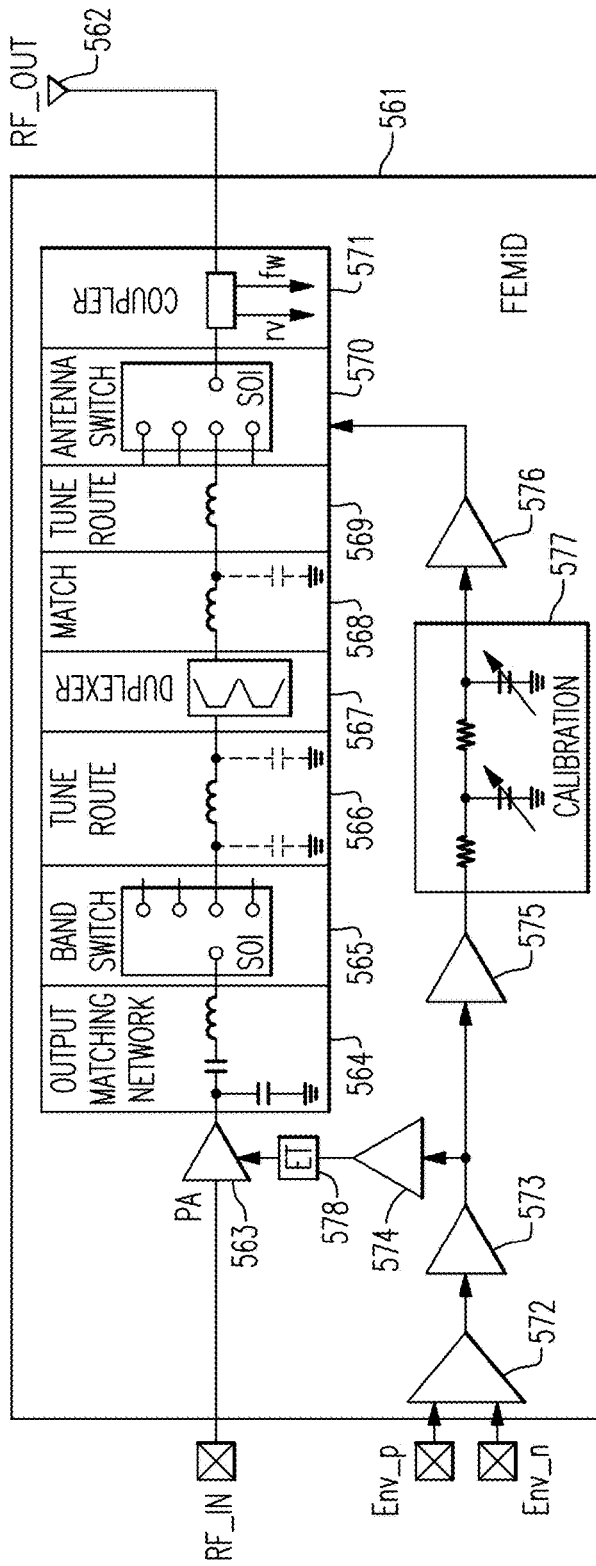 RF_OUT
562
561
COUPLER
fw
rv
571
ANTENNA
SWITCH
SOI
570
TUNE
ROUTE
569
MATCH
568
DUPLEXER
567
TUNE
ROUTE
566
BAND
SWITCH
SOI
565
OUTPUT
MATCHING
NETWORK
564
FEMiD
PA
563
ET
578
574
576
577
CALIBRATION
575
573
572
RF_IN
Env_p
Env_n